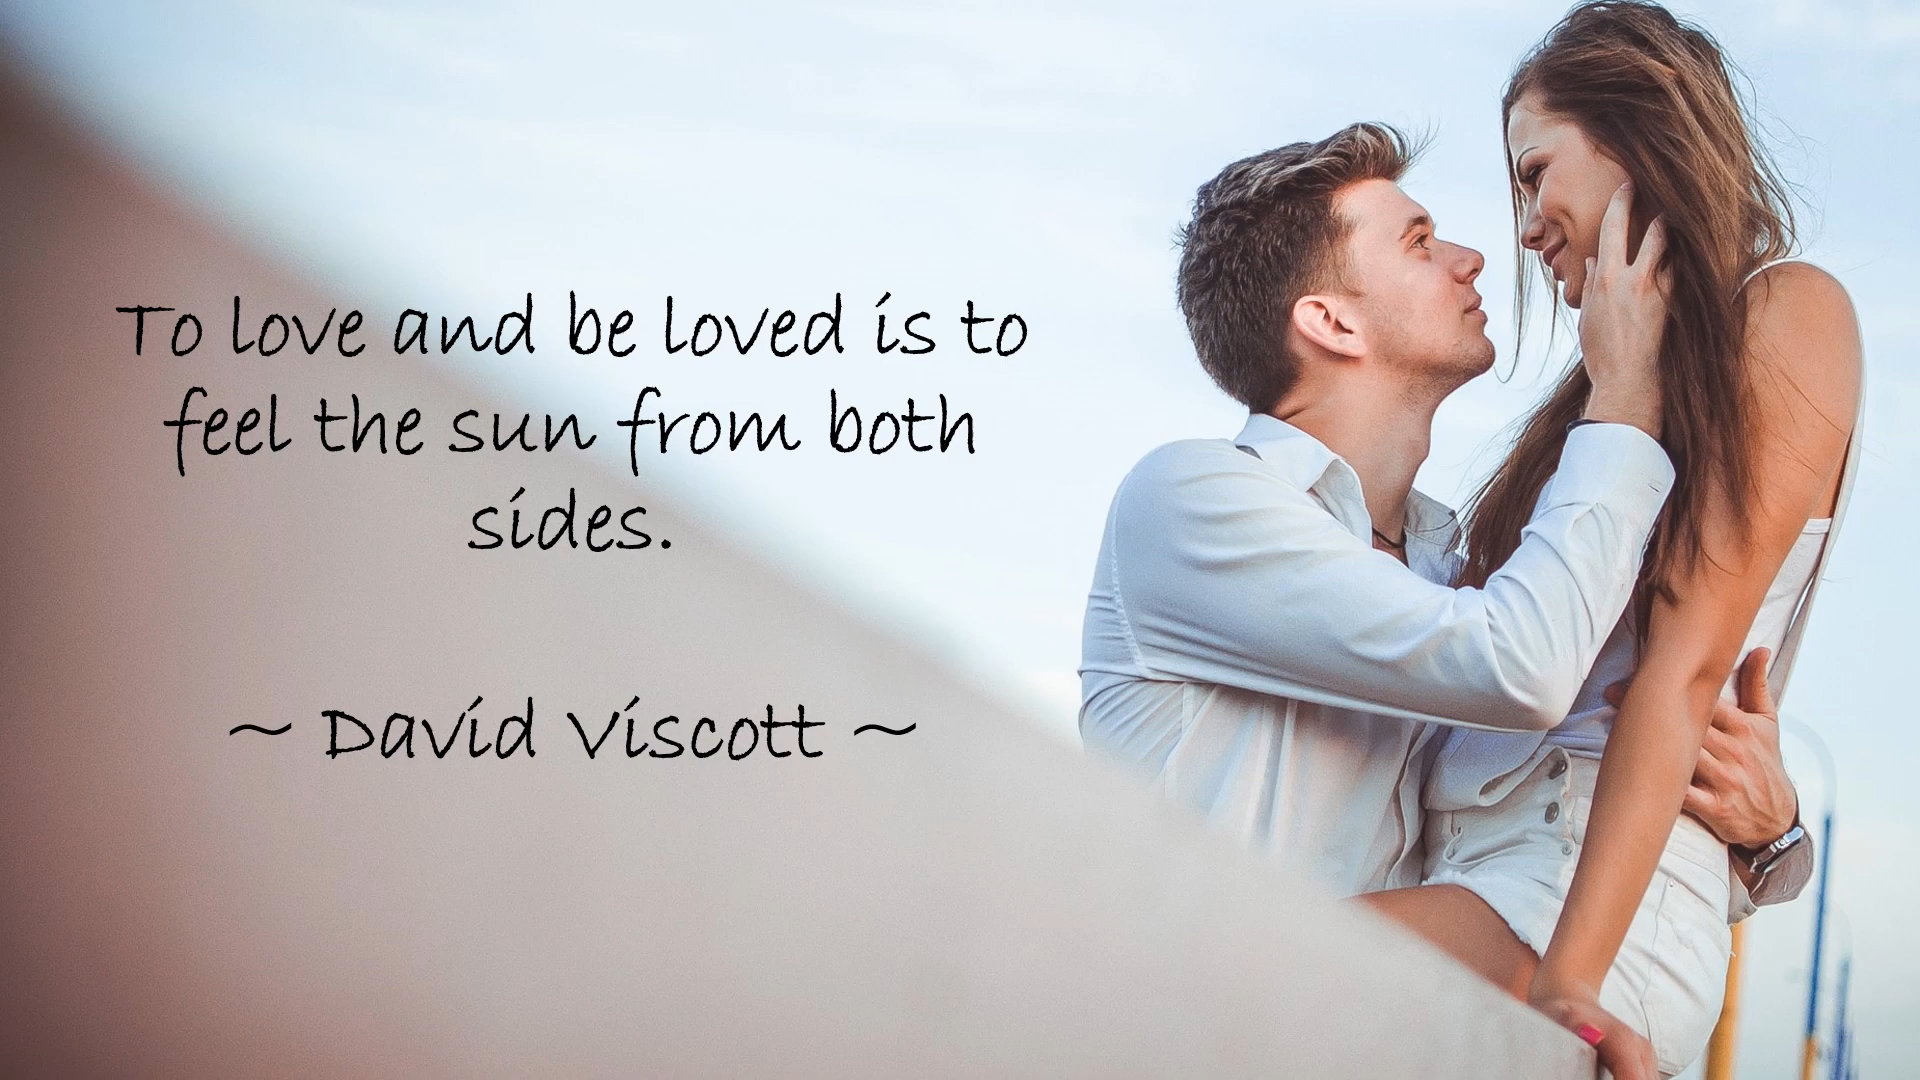 To love and be loved is to
feel the sun from both
sides.
~ David Viscott ~